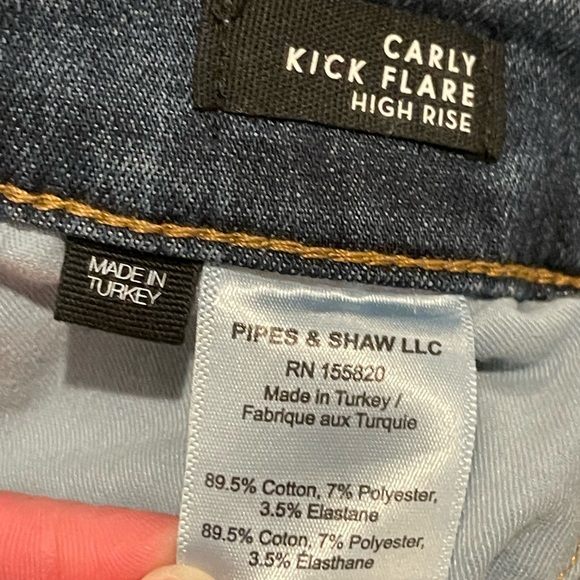 CARLY
KICK FLARE
HIGH RISE
MADE IN
TURKEY
PIPES & SHAW LLC
RN 155820
Made in Turkey /
Fabrique aux Turquie
89.5% Cotton, 7% Polyester,
3.5% Elastane
89.5% Coton, 7% Polyester,
3.5% Elasthane